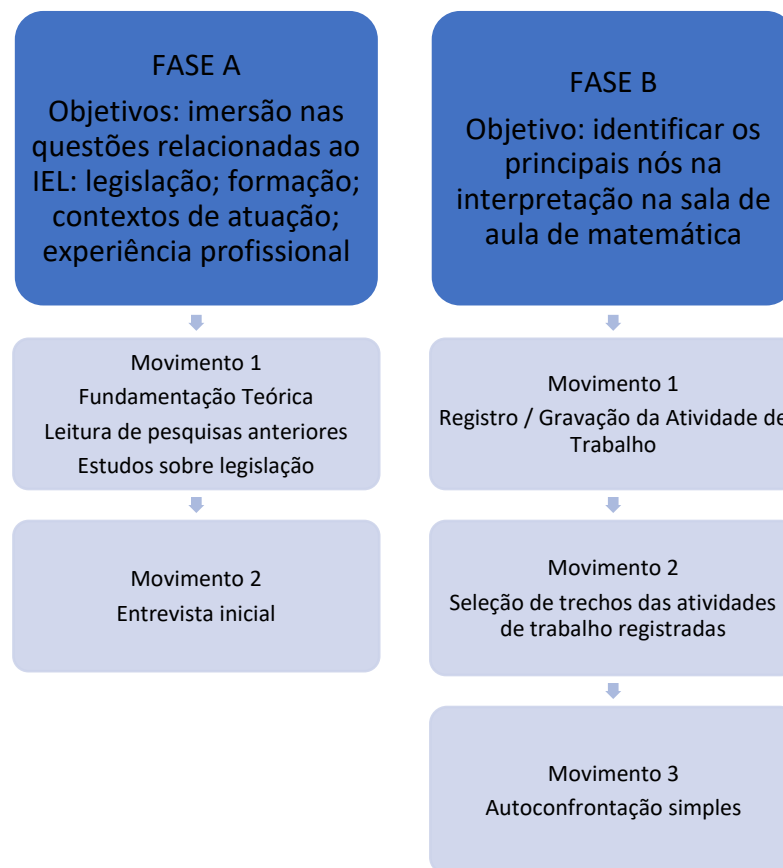 FASE A
Objetivos: imersão nas
questões relacionadas ao
IEL: legislação; formação;
contextos de atuação;
experiência profissional
Movimento 1
Fundamentação Teórica
Leitura de pesquisas anteriores
Estudos sobre legislação
Movimento 2
Entrevista inicial
FASE B
Objetivo: identificar os
principais nós na
interpretação na sala de
aula de matemática
Movimento 1
Registro / Gravação da Atividade de
Trabalho
Movimento 2
Seleção de trechos das atividades
de trabalho registradas
Movimento 3
Autoconfrontação simples